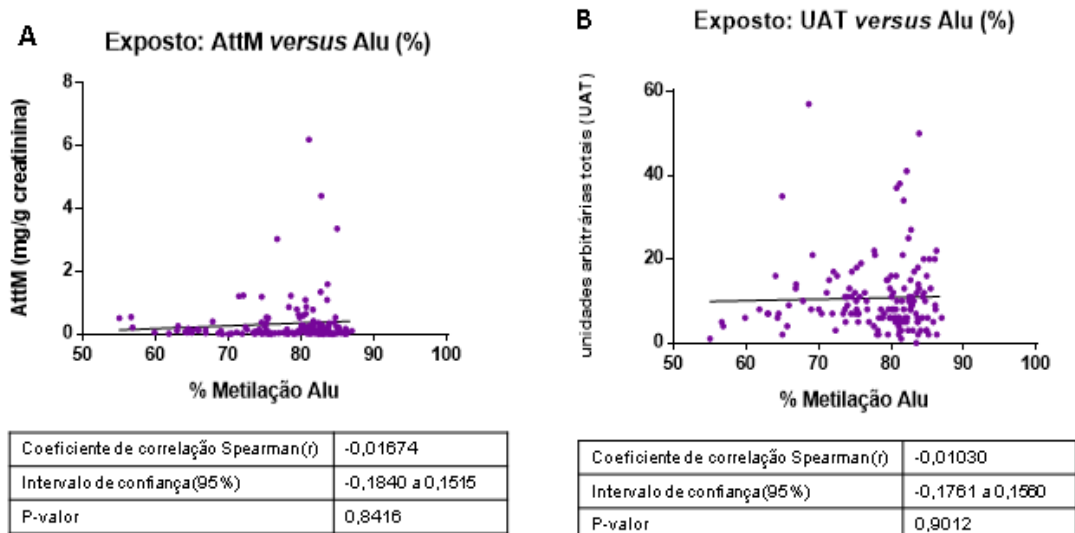 A
Exposto: AttM versus Alu (%)
AttM (mg/g creatinina)
8
6
4
2
0
50 60 70 80 90 100
% Metilação Alu
Coeficiente de correlação Spearman(r) -0,01674
Intervalo de confiança(95%) -0,1840 a 0,1515
P-valor 0,8416
B
Exposto: UAT versus Alu (%)
unidades arbitrárias totais (UAT)
60
40
20
0
50 60 70 80 90 100
% Metilação Alu
Coeficiente de correlação Spearman(r) -0,01030
Intervalo de confiança(95%) -0,1761 a 0,1560
P-valor 0,9012